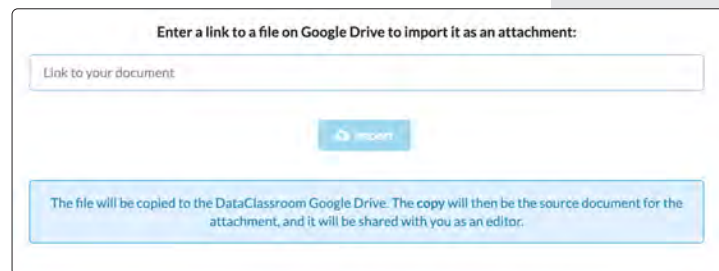 Enter a link to a file on Google Drive to import it as an attachment:
Link to your document
Import
The file will be copied to the DataClassroom Google Drive. The copy will then be the source document for the
attachment, and it will be shared with you as an editor.